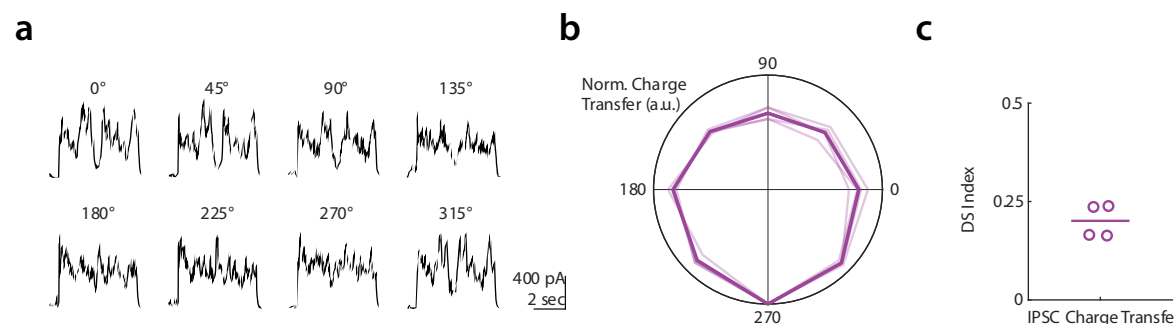 a
0°
45°
90°
135°
180°
225°
270°
315°
400 pA
2 sec
b
Norm. Charge
Transfer (a.u.)
90
180
0
270
c
0.5
0.25
0
DS Index
IPSC Charge Transfe